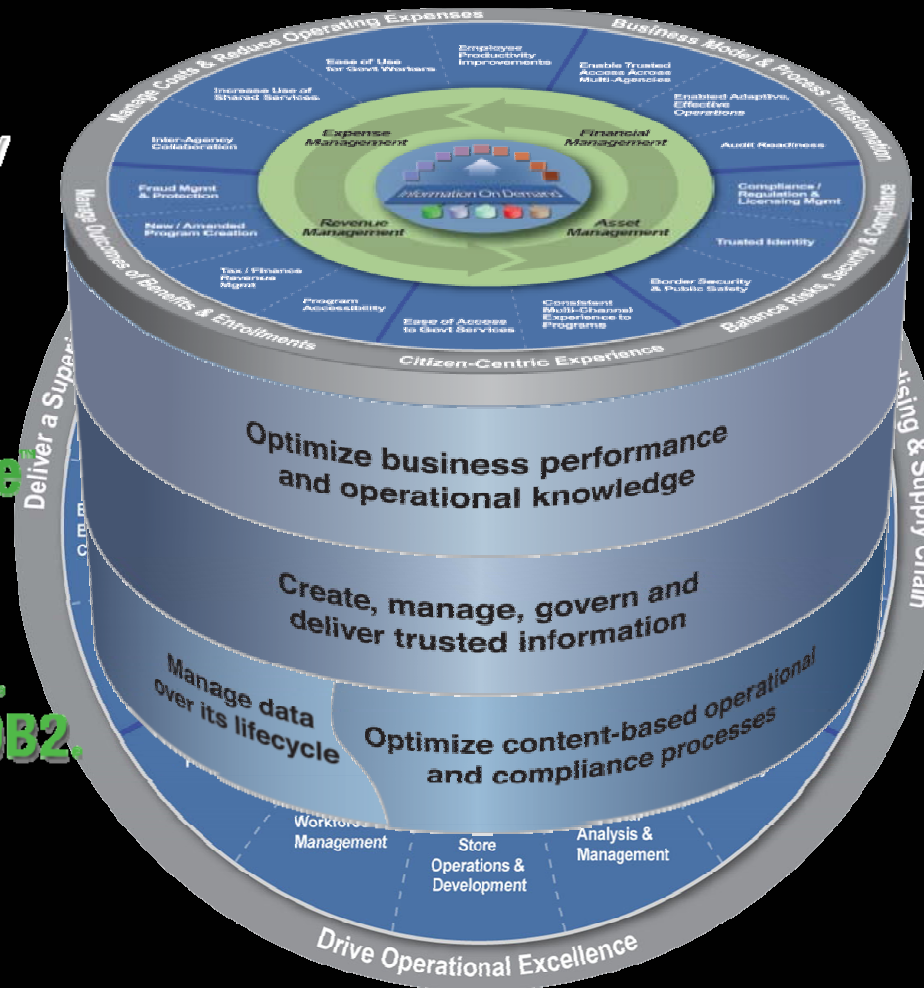 Manage Costs & Reduce Operating Expenses
Business Model & Process Transformation
Employee
Productivity
Improvements
Ease of Use
for Govt Workers
Enable Trusted
Access Across
Multi-Agencies
Increase Use of
Shared Services
Enabled Adaptive,
Effective
Operations
Inter-Agency
Collaboration
Audit Readiness
Expense
Management
Financial
Management
Information On Demand
Fraud Mgmt
& Protection
Compliance /
Regulation &
Licensing Mgmt
New / Amended
Program Creation
Trusted Identity
Revenue
Management
Asset
Management
Tax / Finance
Revenue
Mgmt
Border Security
& Public Safety
Program
Accessibility
Ease of Access
to Govt Services
Consistent
Multi-Channel
Experience to
Programs
Manage Outcomes of Benefits & Enrollments
Citizen-Centric Experience
Balance Risks, Security & Compliance
Deliver a Superi
ising & Supply Chain
Optimize business performance
and operational knowledge
Create, manage, govern and
deliver trusted information
Manage data
over its lifecycle
Optimize content-based operational
and compliance processes
DB2.
Management
Store
Operations &
Development
Analysis &
Management
Drive Operational Excellence